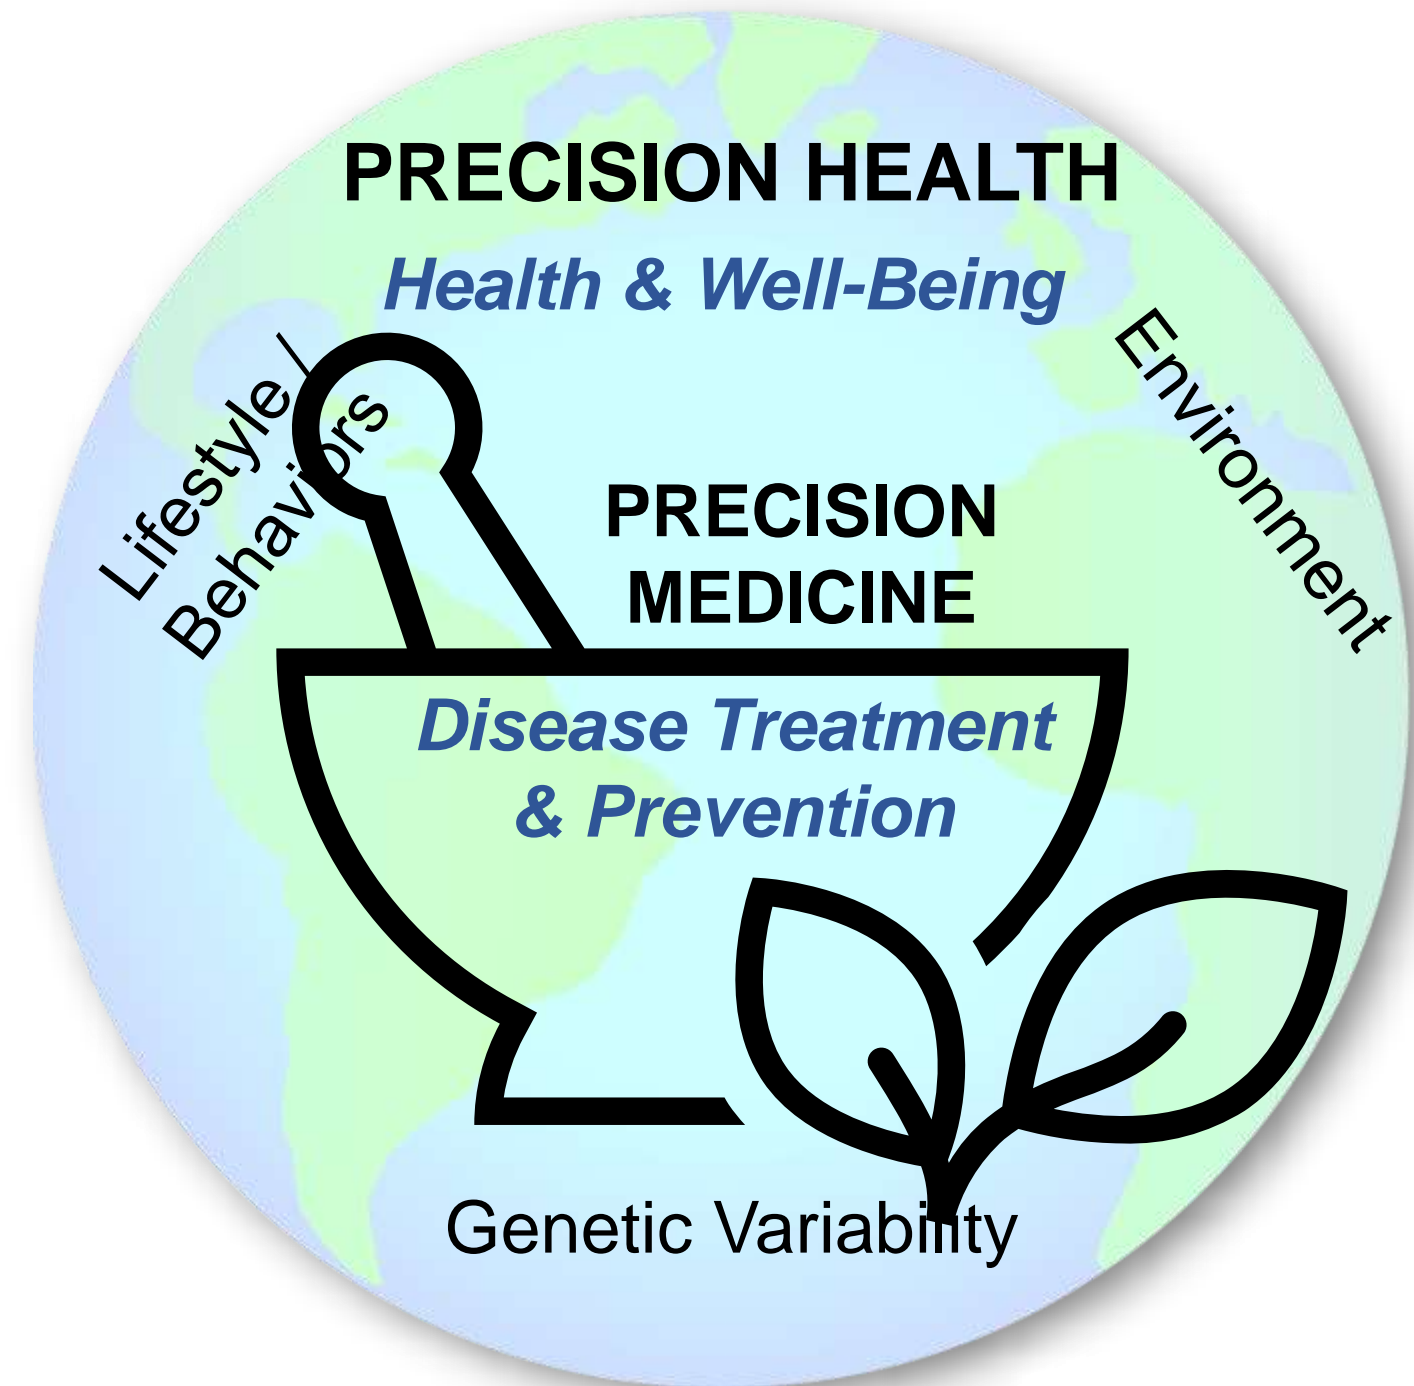 PRECISION HEALTH
Health & Well-Being
Lifestyle /
Behaviors
Environment
PRECISION
MEDICINE
Disease Treatment
& Prevention
Genetic Variability